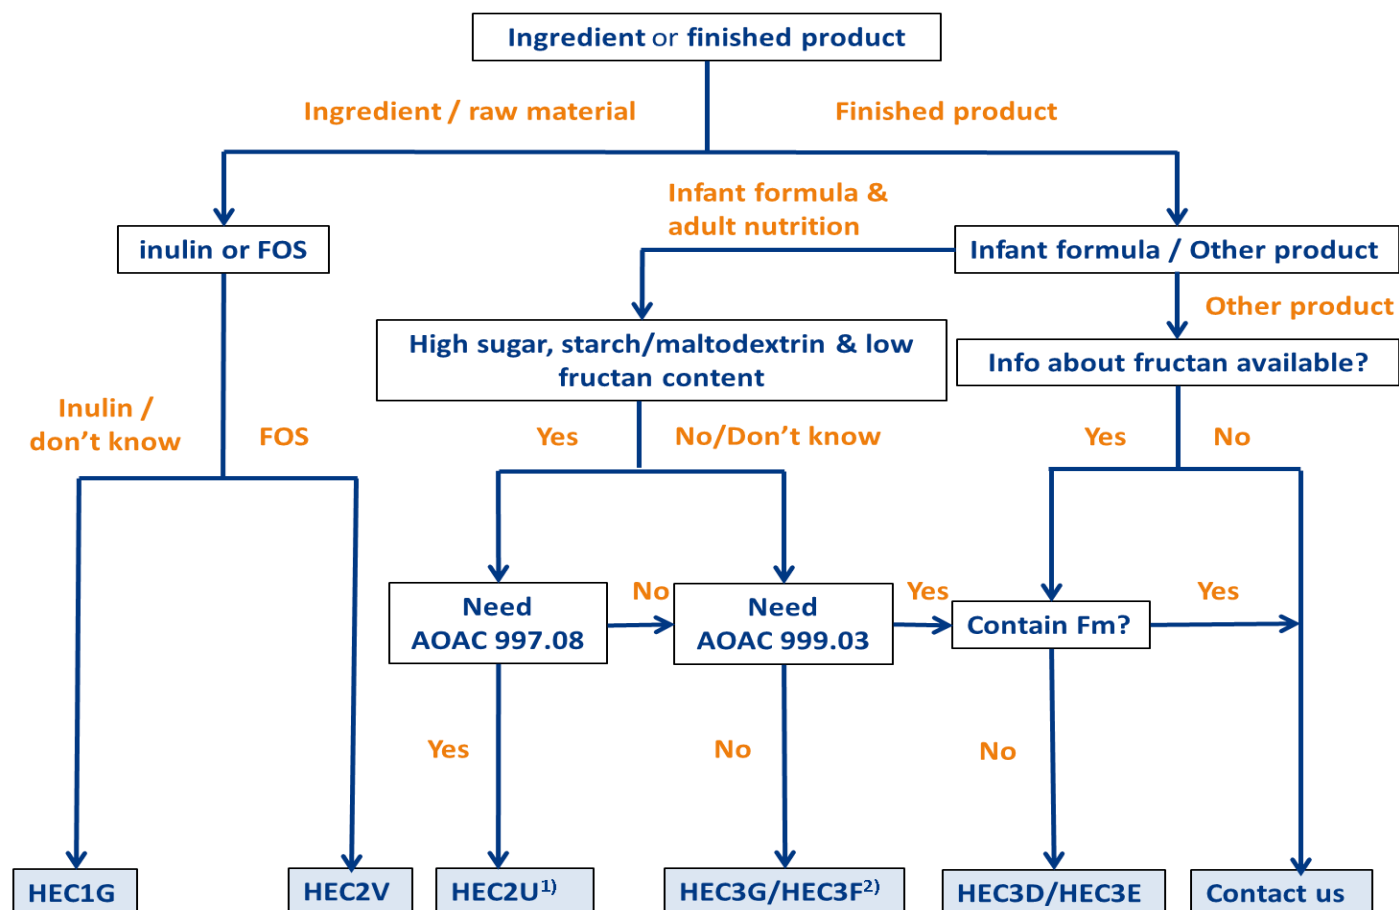 Ingredient or finished product
Ingredient / raw material
Finished product
Infant formula &
adult nutrition
inulin or FOS
Infant formula / Other product
Other product
High sugar, starch/maltodextrin & low
fructan content
Info about fructan available?
Inulin /
don't know
FOS
Yes
No/Don't know
Yes
No
Need
AOAC 997.08
No
Need
AOAC 999.03
Yes
Contain Fm?
Yes
Yes
No
No
HEC1G
HEC2V
HEC2U1)
HEC3G/HEC3F2)
HEC3D/HEC3E
Contact us